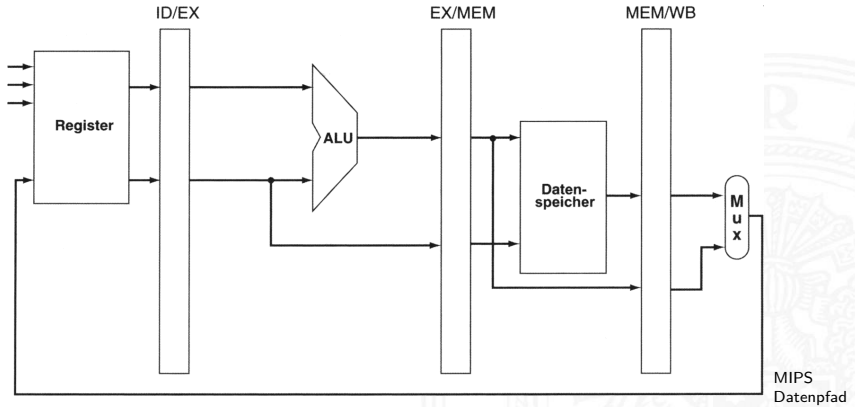 ID/EX
EX/MEM
MEM/WB
Register
ALU
Daten-
speicher
M
u
x
MIPS
Datenpfad